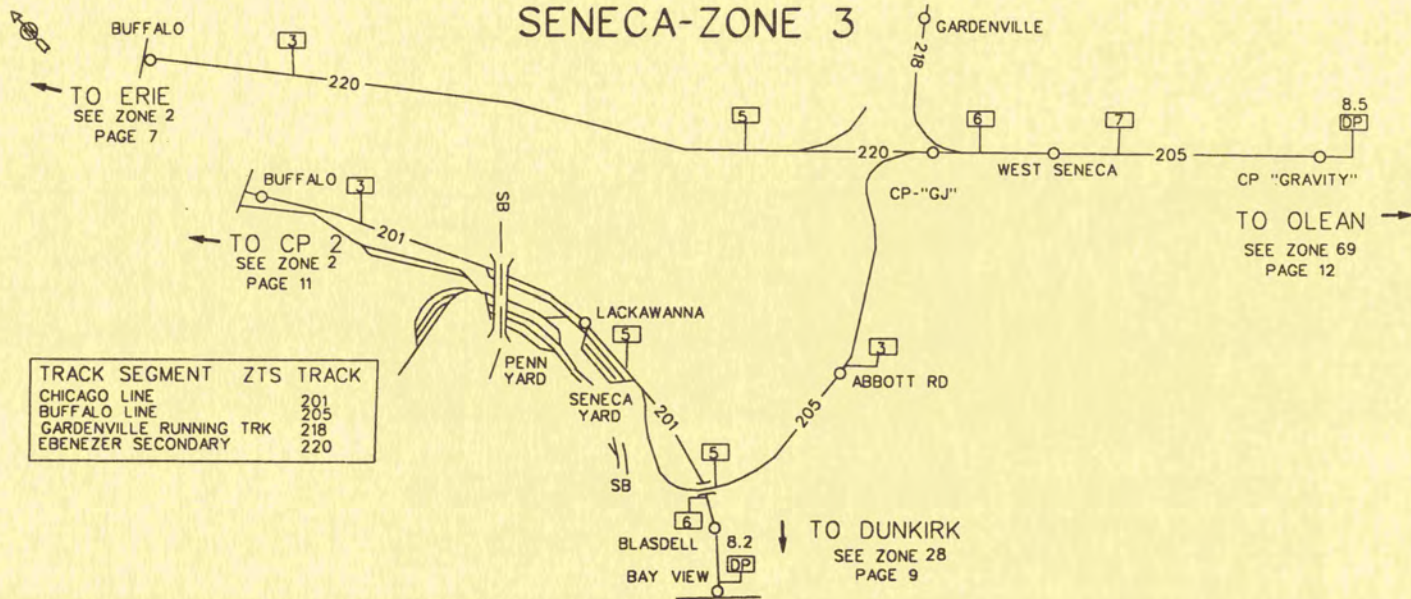 SENECA-ZONE 3
BUFFALO
3
220
TO ERIE
SEE ZONE 2
PAGE 7
GARDENVILLE
218
5
220
6
7
8.5
DP
WEST SENECA
205
CP-"GJ"
CP "GRAVITY"
TO OLEAN
SEE ZONE 69
PAGE 12
BUFFALO
3
SB
201
TO CP 2
SEE ZONE 2
PAGE 11
LACKAWANNA
5
PENN
YARD
SENECA
YARD
SB
3
ABBOTT RD
205
201
5
6
BLASDELL
8.2
DP
BAY VIEW
TO DUNKIRK
SEE ZONE 28
PAGE 9
TRACK SEGMENT ZTS TRACK
CHICAGO LINE 201
BUFFALO LINE 205
GARDENVILLE RUNNING TRK 218
EBENEZER SECONDARY 220